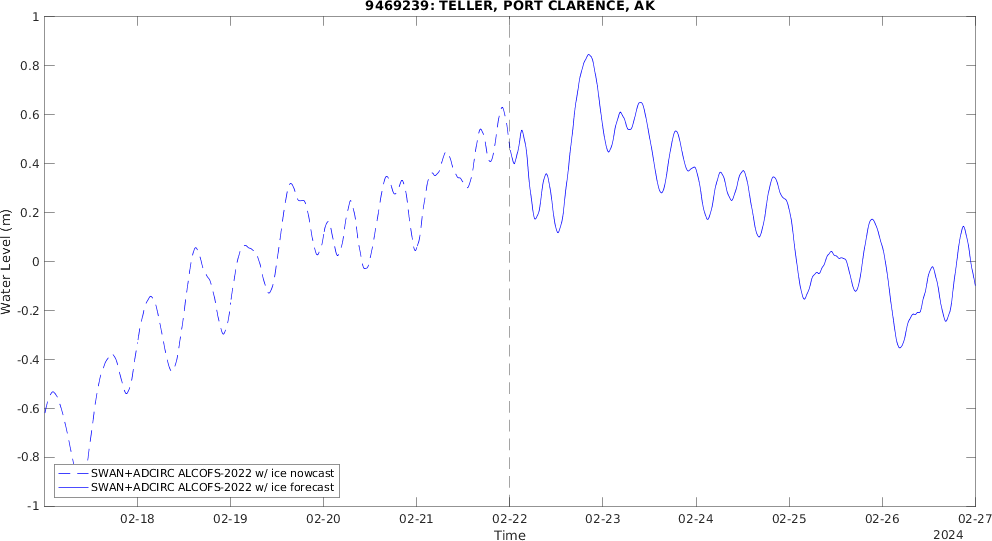 9469239: TELLER, PORT CLARENCE, AK
1
0.8
0.6
0.4
0.2
0
-0.2
-0.4
-0.6
-0.8
-1
Water Level (m)
SWAN+ADCIRC ALCOFS-2022 w/ ice nowcast
SWAN+ADCIRC ALCOFS-2022 w/ ice forecast
02-18 02-19 02-20 02-21 02-22 02-23 02-24 02-25 02-26 02-27
Time
2024